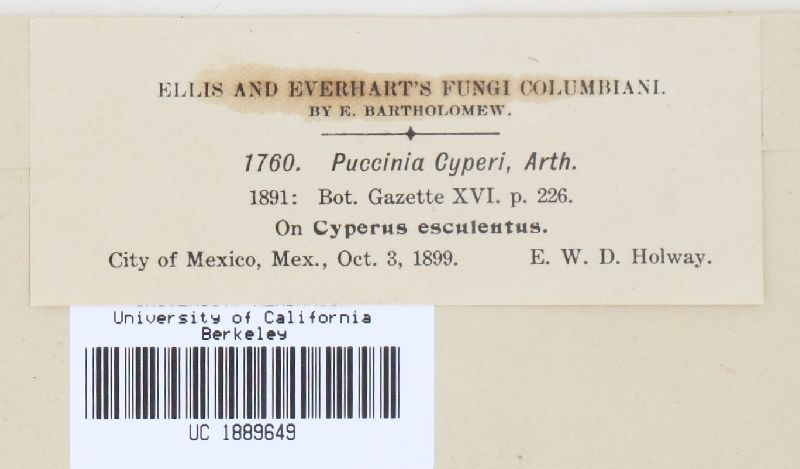 ELLIS AND EVERHART'S FUNGI COLUMBIANI.
BY E. BARTHOLOMEW.
1760. Puccinia Cyperi, Arth.
1891: Bot. Gazette XVI. p. 226.
On Cyperus esculentus.
City of Mexico, Mex., Oct. 3, 1899. E. W. D. Holway.
University of California
Berkeley
UC 1889649